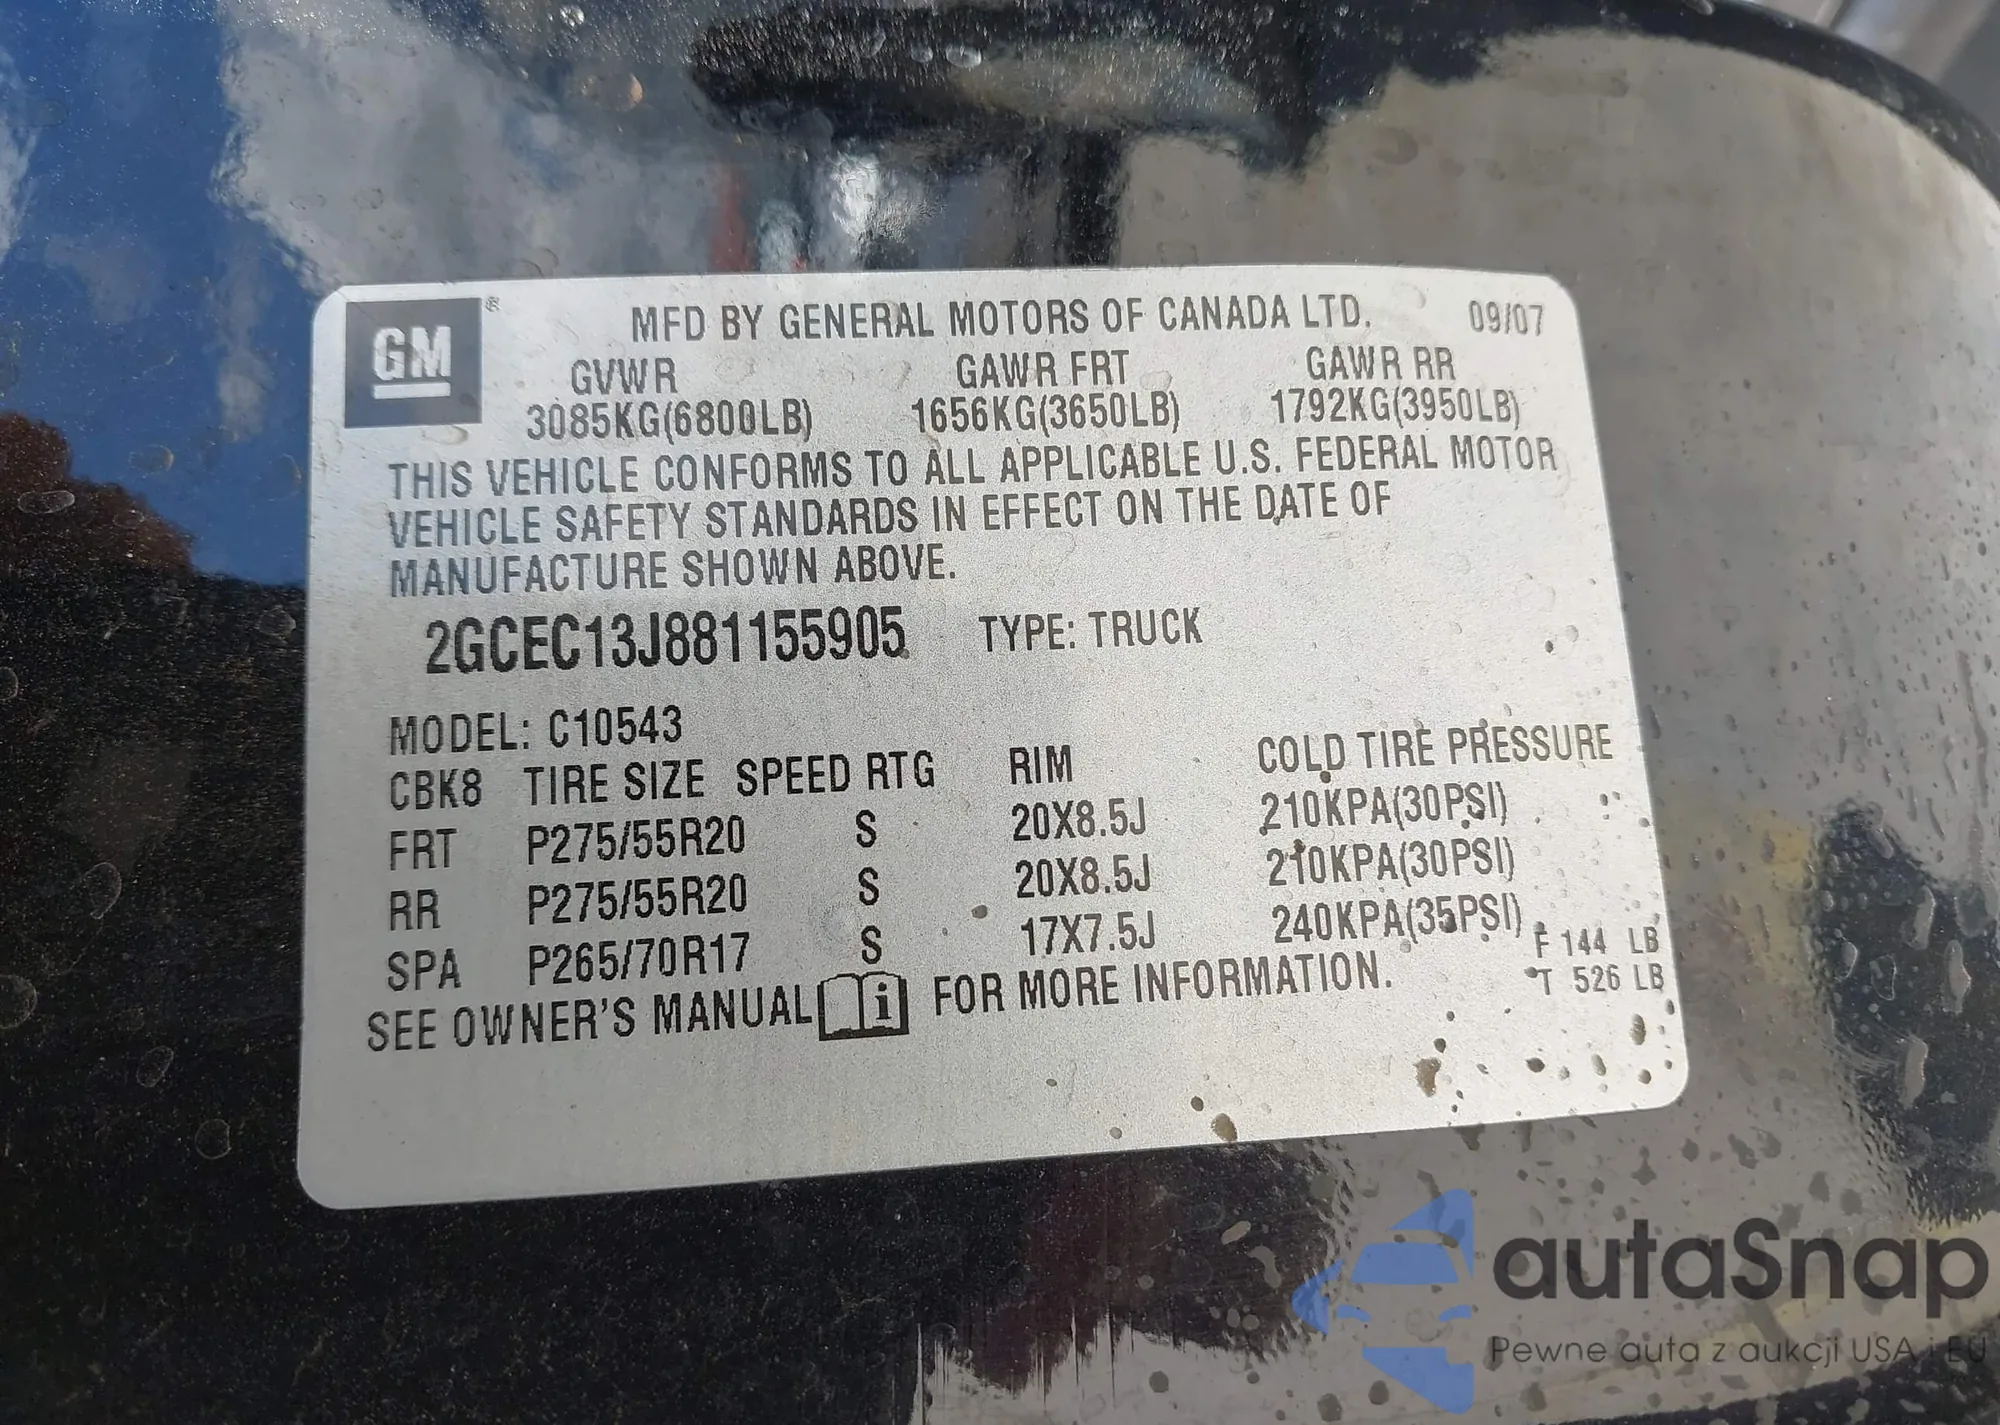 GM ®
MFD BY GENERAL MOTORS OF CANADA LTD. 09/07
GVWR GAWR FRT GAWR RR
3085KG(6800LB) 1656KG(3650LB) 1792KG(3950LB)
THIS VEHICLE CONFORMS TO ALL APPLICABLE U.S. FEDERAL MOTOR
VEHICLE SAFETY STANDARDS IN EFFECT ON THE DATE OF
MANUFACTURE SHOWN ABOVE.
2GCEC13J881155905 TYPE: TRUCK
MODEL: C10543
CBK8 TIRE SIZE SPEED RTG RIM COLD TIRE PRESSURE
FRT P275/55R20 S 20X8.5J 210KPA(30PSI)
RR P275/55R20 S 20X8.5J 210KPA(30PSI)
SPA P265/70R17 S 17X7.5J 240KPA(35PSI)
F 144 LB
T 526 LB
SEE OWNER'S MANUAL i FOR MORE INFORMATION.
autaSnap
Pewne auta z aukcji USA i EU